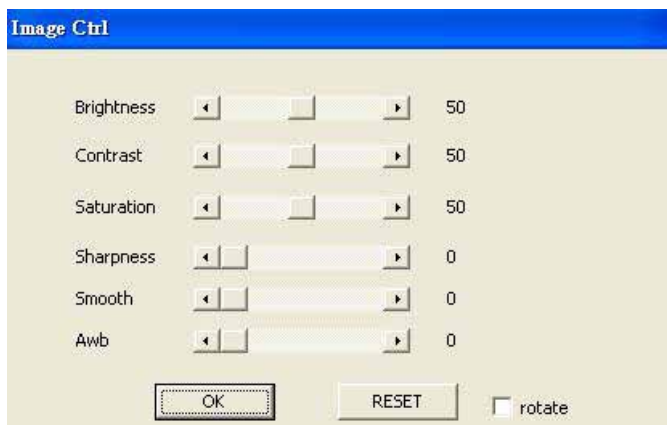 Image Ctrl
Brightness 50
Contrast 50
Saturation 50
Sharpness 0
Smooth 0
Awb 0
OK RESET rotate